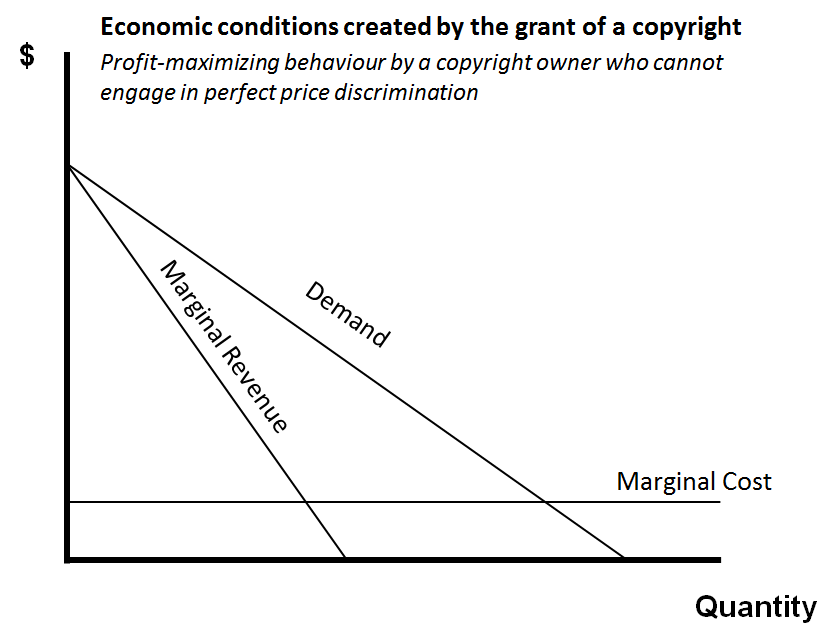 Economic conditions created by the grant of a copyright
$
Profit-maximizing behaviour by a copyright owner who cannot
engage in perfect price discrimination
Marginal Revenue
Demand
Marginal Cost
Quantity